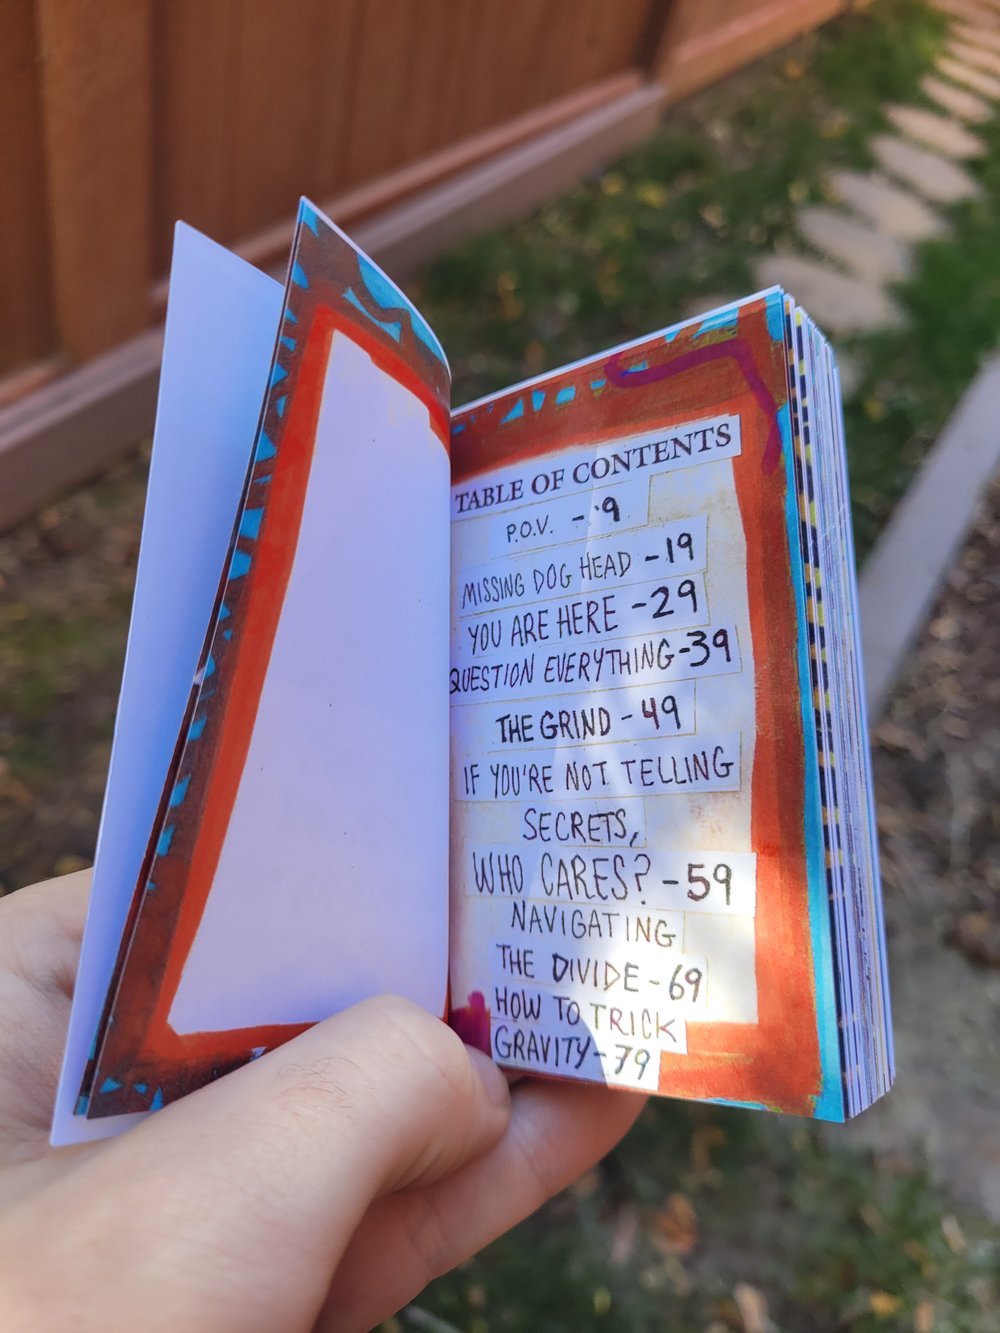 TABLE OF CONTENTS
P.O.V. - 9
MISSING DOG HEAD - 19
YOU ARE HERE - 29
QUESTION EVERYTHING - 39
THE GRIND - 49
IF YOU'RE NOT TELLING
SECRETS,
WHO CARES? - 59
NAVIGATING
THE DIVIDE - 69
HOW TO TRICK
GRAVITY - 79